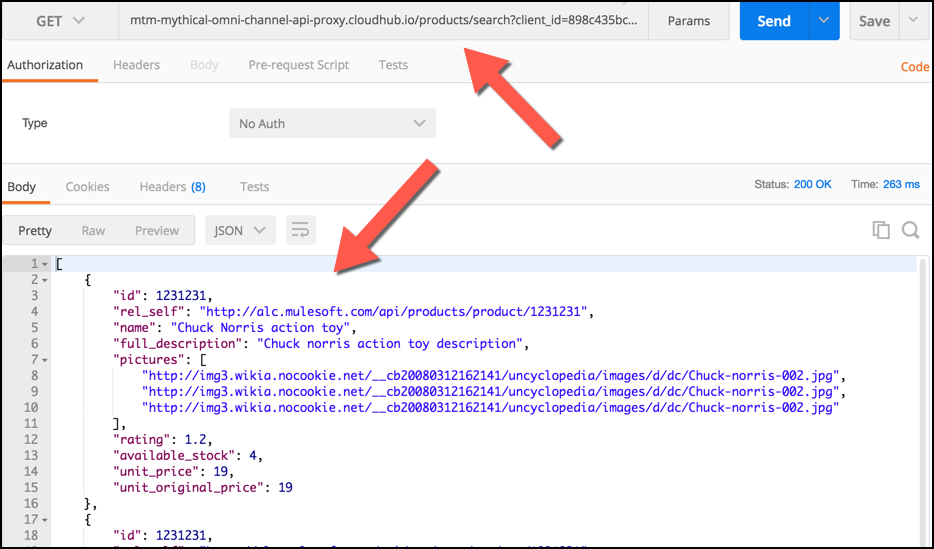 GET mtm-mythical-omni-channel-api-proxy.cloudhub.io/products/search?client_id=898c435bc... Params Send Save
Authorization Headers Body Pre-request Script Tests Code
Type No Auth
Body Cookies Headers (8) Tests Status: 200 OK Time: 263 ms
Pretty Raw Preview JSON
1 [
2 {
3 "id": 1231231,
4 "rel_self": "http://alc.mulesoft.com/api/products/product/1231231",
5 "name": "Chuck Norris action toy",
6 "full_description": "Chuck norris action toy description",
7 "pictures": [
8 "http://img3.wikia.nocookie.net/__cb20080312162141/uncyclopedia/images/d/dc/Chuck-norris-002.jpg",
9 "http://img3.wikia.nocookie.net/__cb20080312162141/uncyclopedia/images/d/dc/Chuck-norris-002.jpg",
10 "http://img3.wikia.nocookie.net/__cb20080312162141/uncyclopedia/images/d/dc/Chuck-norris-002.jpg"
11 ],
12 "rating": 1.2,
13 "available_stock": 4,
14 "unit_price": 19,
15 "unit_original_price": 19
16 },
17 {
18 "id": 1231231,